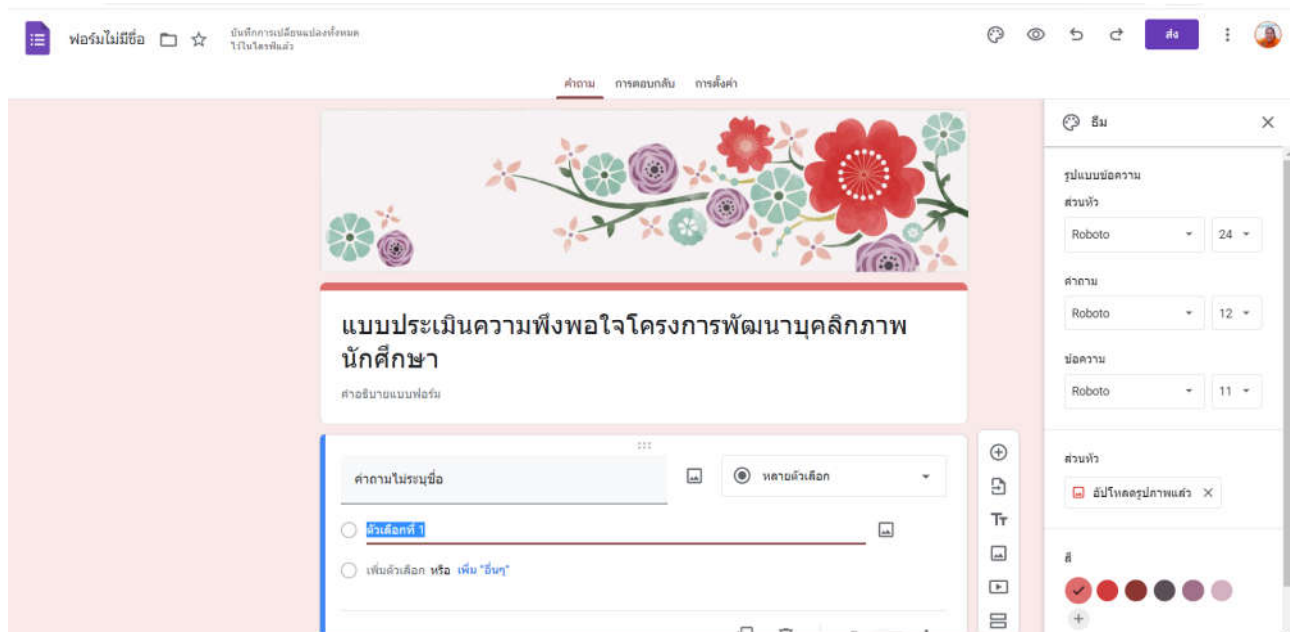 ฟอร์มไม่มีชื่อ
บันทึกการเปลี่ยนแปลงทั้งหมด
ไว้ในไดรฟ์แล้ว
ส่ง
คำถาม การตอบกลับ การตั้งค่า
ธีม
รูปแบบข้อความ
ส่วนหัว
Roboto 24
คำถาม
Roboto 12
ข้อความ
Roboto 11
ส่วนหัว
อัปโหลดรูปภาพแล้ว
สี
แบบประเมินความพึงพอใจโครงการพัฒนาบุคลิกภาพ
นักศึกษา
คำอธิบายแบบฟอร์ม
คำถามไม่ระบุชื่อ
หลายตัวเลือก
ตัวเลือกที่ 1
เพิ่มตัวเลือก หรือ เพิ่ม "อื่นๆ"
Tт